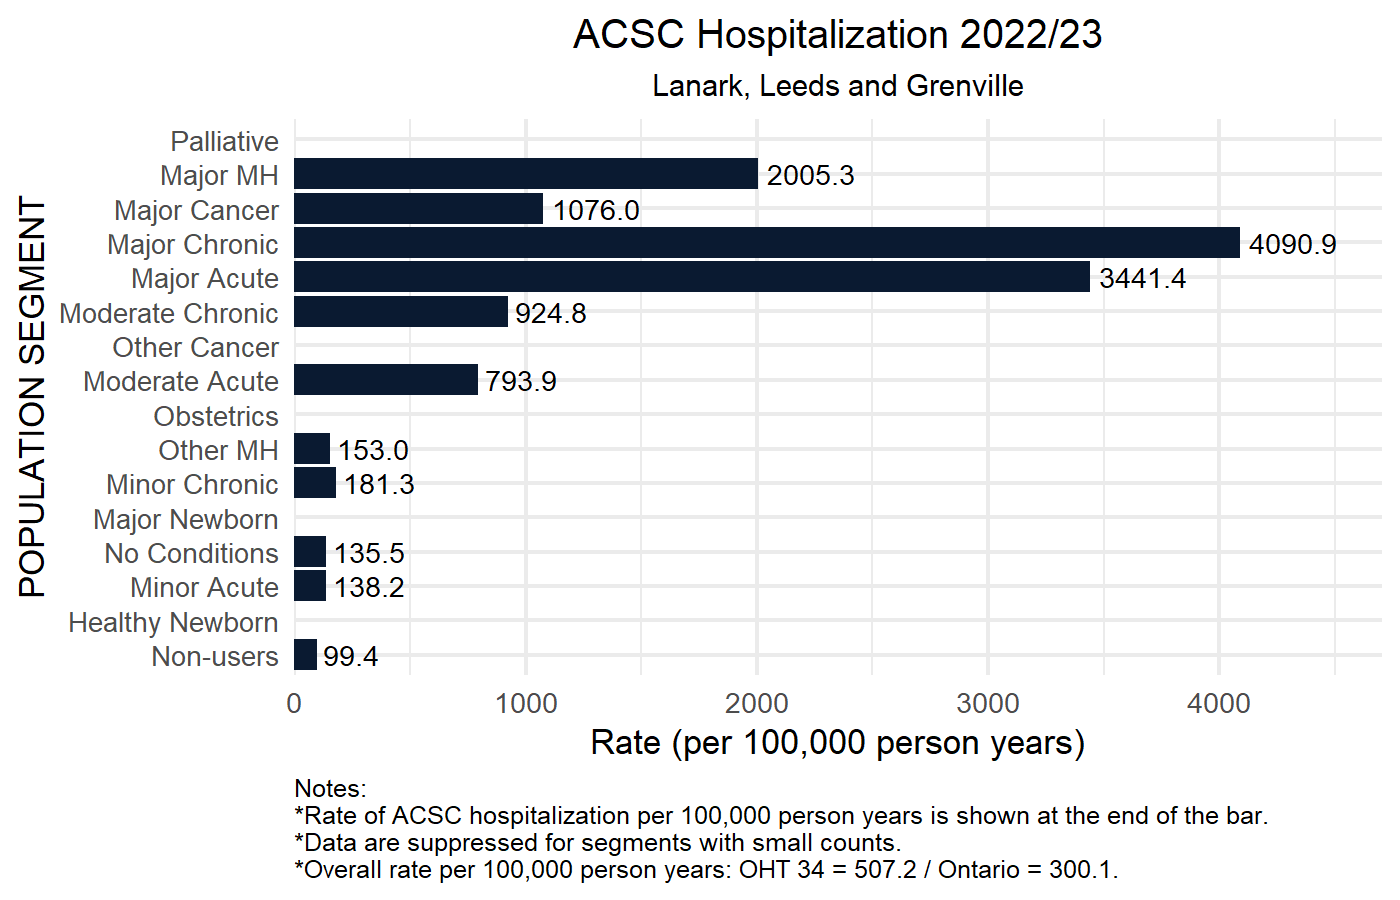 ACSC Hospitalization 2022/23
Lanark, Leeds and Grenville
POPULATION SEGMENT
Palliative
Major MH 2005.3
Major Cancer 1076.0
Major Chronic 4090.9
Major Acute 3441.4
Moderate Chronic 924.8
Other Cancer
Moderate Acute 793.9
Obstetrics
Other MH 153.0
Minor Chronic 181.3
Major Newborn
No Conditions 135.5
Minor Acute 138.2
Healthy Newborn
Non-users 99.4
0 1000 2000 3000 4000
Rate (per 100,000 person years)
Notes:
*Rate of ACSC hospitalization per 100,000 person years is shown at the end of the bar.
*Data are suppressed for segments with small counts.
*Overall rate per 100,000 person years: OHT 34 = 507.2 / Ontario = 300.1.